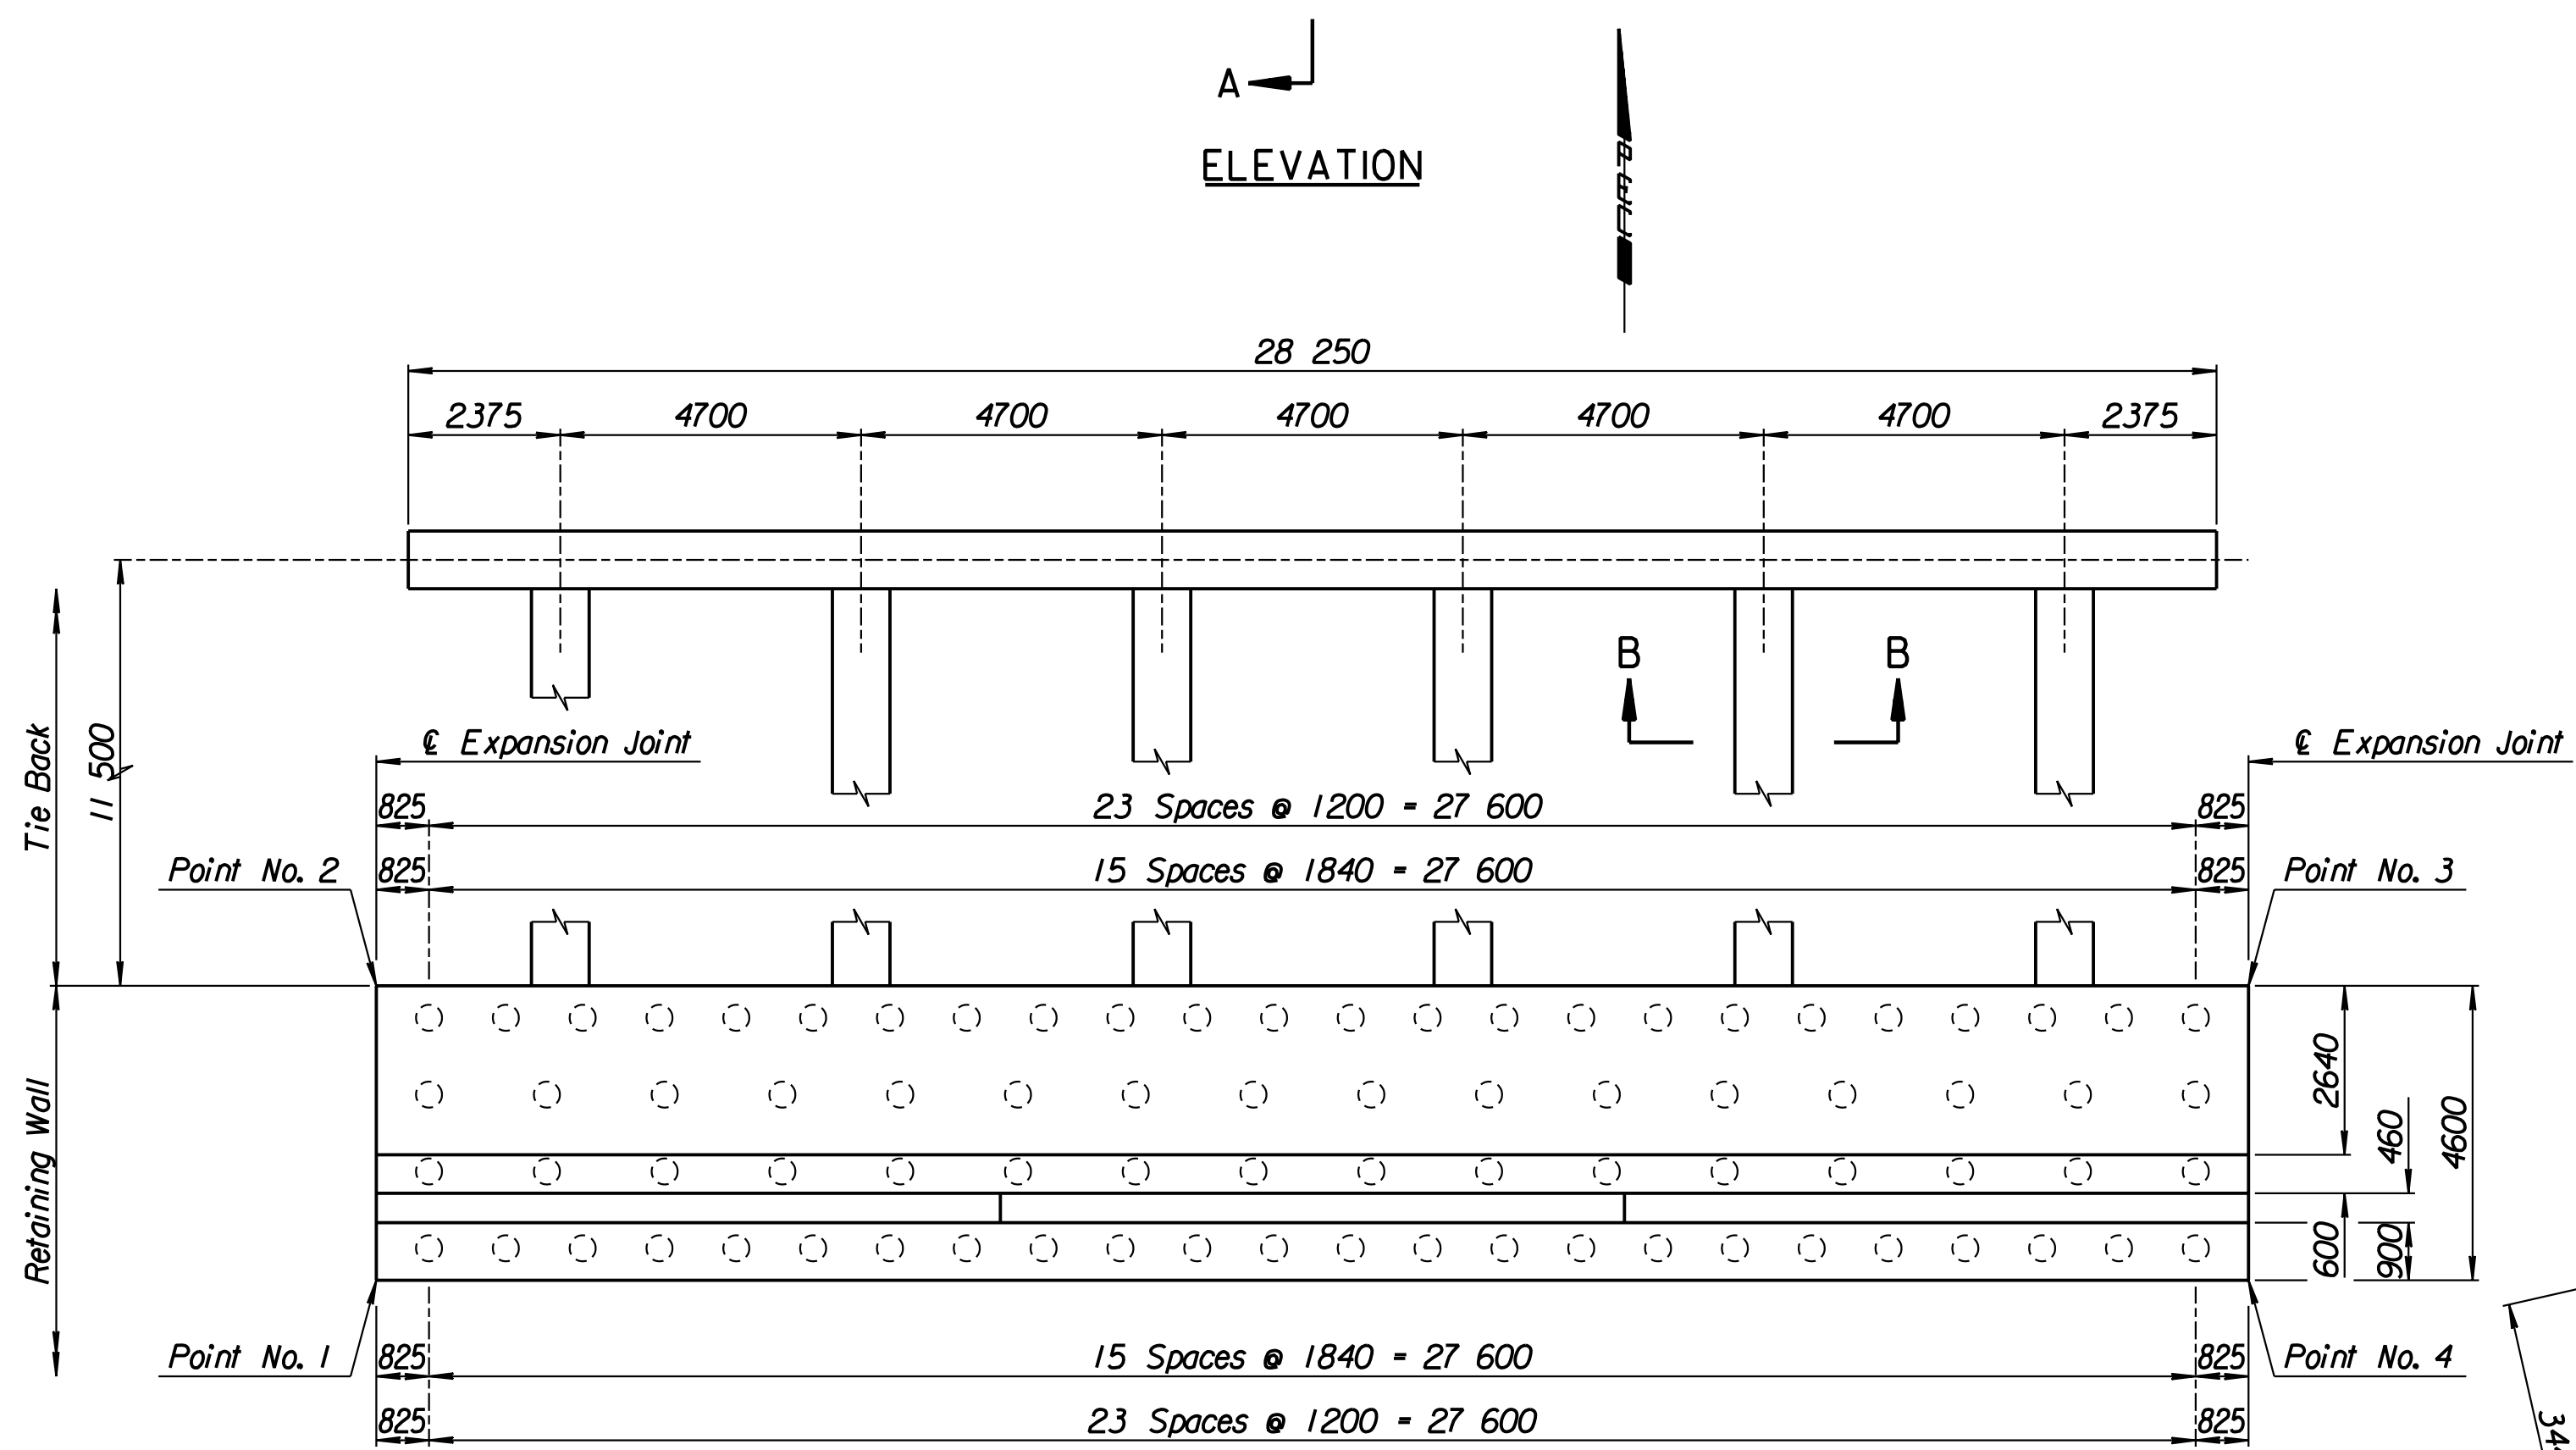 A
ELEVATION
28 250
2375 4700 4700 4700 4700 4700 2375
B B
Tie Back
11 500
℄ Expansion Joint ℄ Expansion Joint
825 23 Spaces @ 1200 = 27 600 825
Point No. 2 825 15 Spaces @ 1840 = 27 600 825 Point No. 3
Retaining Wall
2640
460
4600
600
900
Point No. 1 825 15 Spaces @ 1840 = 27 600 825 Point No. 4
825 23 Spaces @ 1200 = 27 600 825